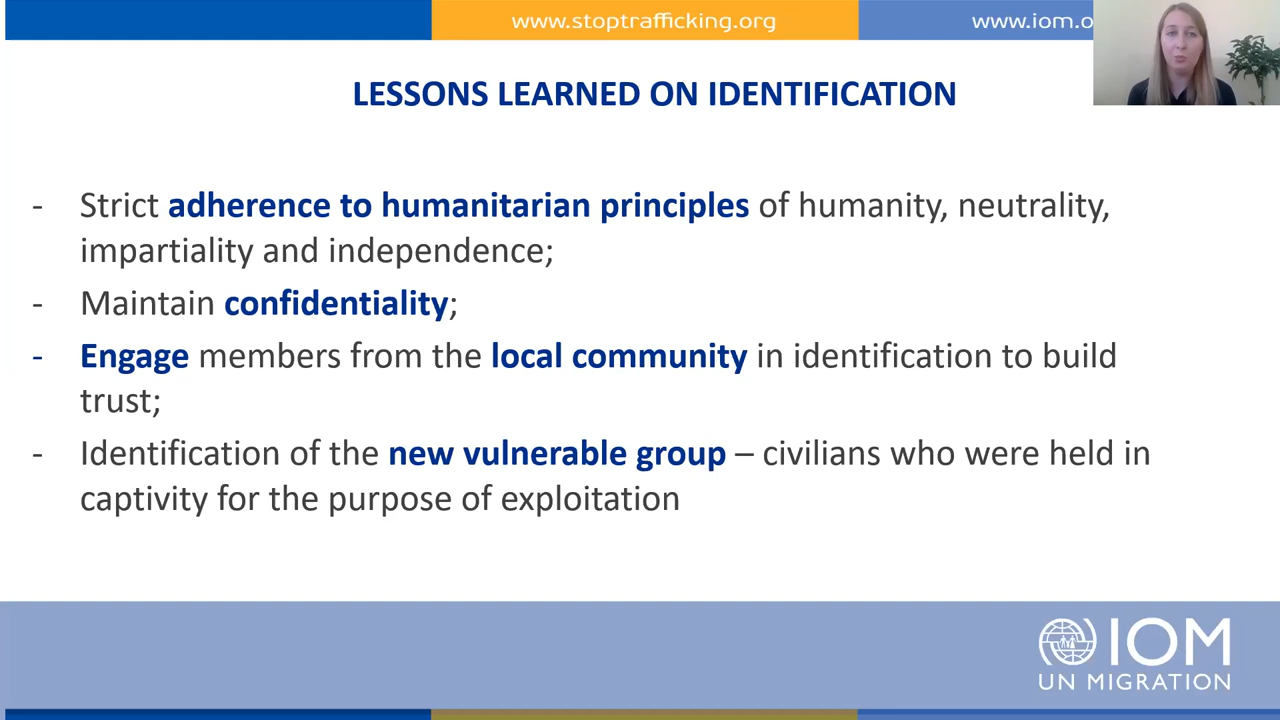 www.stoptrafficking.org
www.iom.o
LESSONS LEARNED ON IDENTIFICATION
- Strict adherence to humanitarian principles of humanity, neutrality,
impartiality and independence;
- Maintain confidentiality;
- Engage members from the local community in identification to build
trust;
- Identification of the new vulnerable group – civilians who were held in
captivity for the purpose of exploitation
IOM
UN MIGRATION